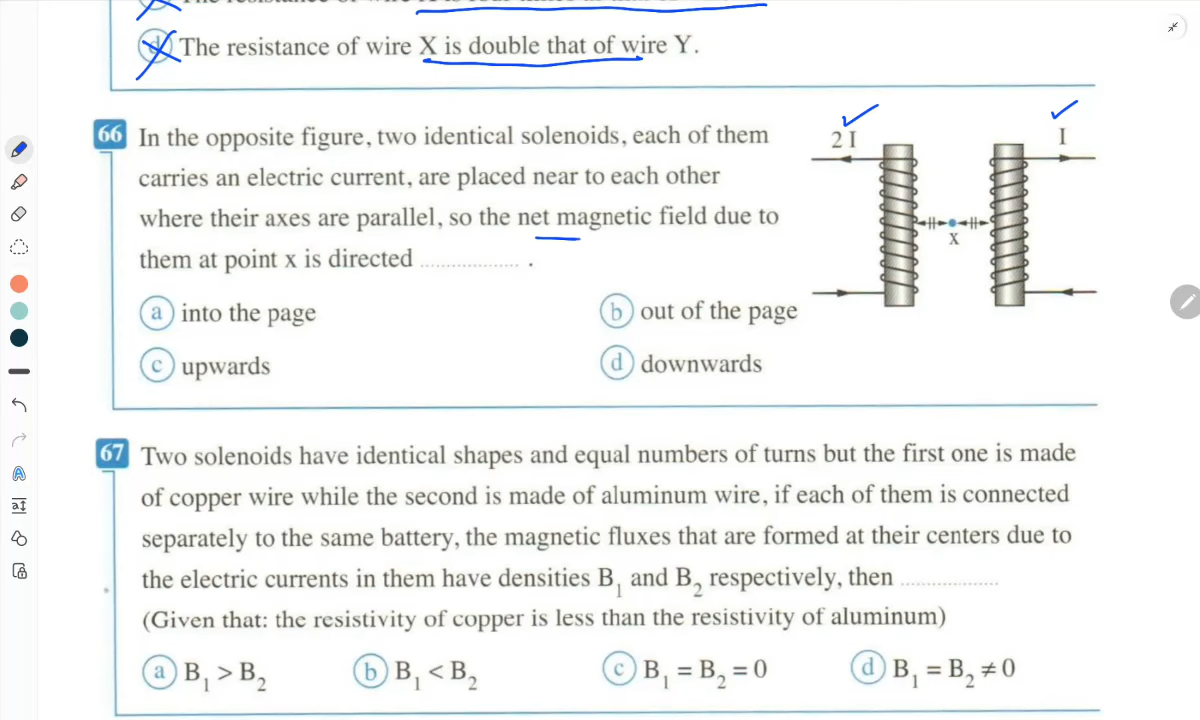 d The resistance of wire X is double that of wire Y.
66 In the opposite figure, two identical solenoids, each of them
carries an electric current, are placed near to each other
where their axes are parallel, so the net magnetic field due to
them at point x is directed .................. .
2 I
I
X
a into the page
b out of the page
c upwards
d downwards
67 Two solenoids have identical shapes and equal numbers of turns but the first one is made
of copper wire while the second is made of aluminum wire, if each of them is connected
separately to the same battery, the magnetic fluxes that are formed at their centers due to
the electric currents in them have densities B₁ and B₂ respectively, then ..................
(Given that: the resistivity of copper is less than the resistivity of aluminum)
a B₁ > B₂
b B₁ < B₂
c B₁ = B₂ = 0
d B₁ = B₂ ≠ 0